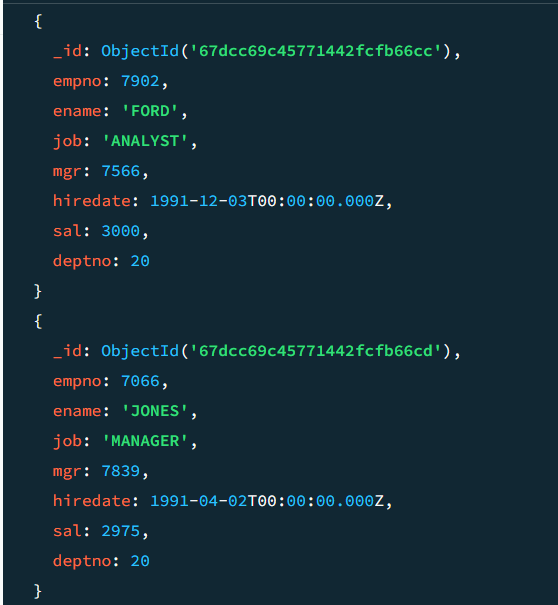 {
_id: ObjectId('67dcc69c45771442fcfb66cc'),
empno: 7902,
ename: 'FORD',
job: 'ANALYST',
mgr: 7566,
hiredate: 1991-12-03T00:00:00.000Z,
sal: 3000,
deptno: 20
}
{
_id: ObjectId('67dcc69c45771442fcfb66cd'),
empno: 7066,
ename: 'JONES',
job: 'MANAGER',
mgr: 7839,
hiredate: 1991-04-02T00:00:00.000Z,
sal: 2975,
deptno: 20
}